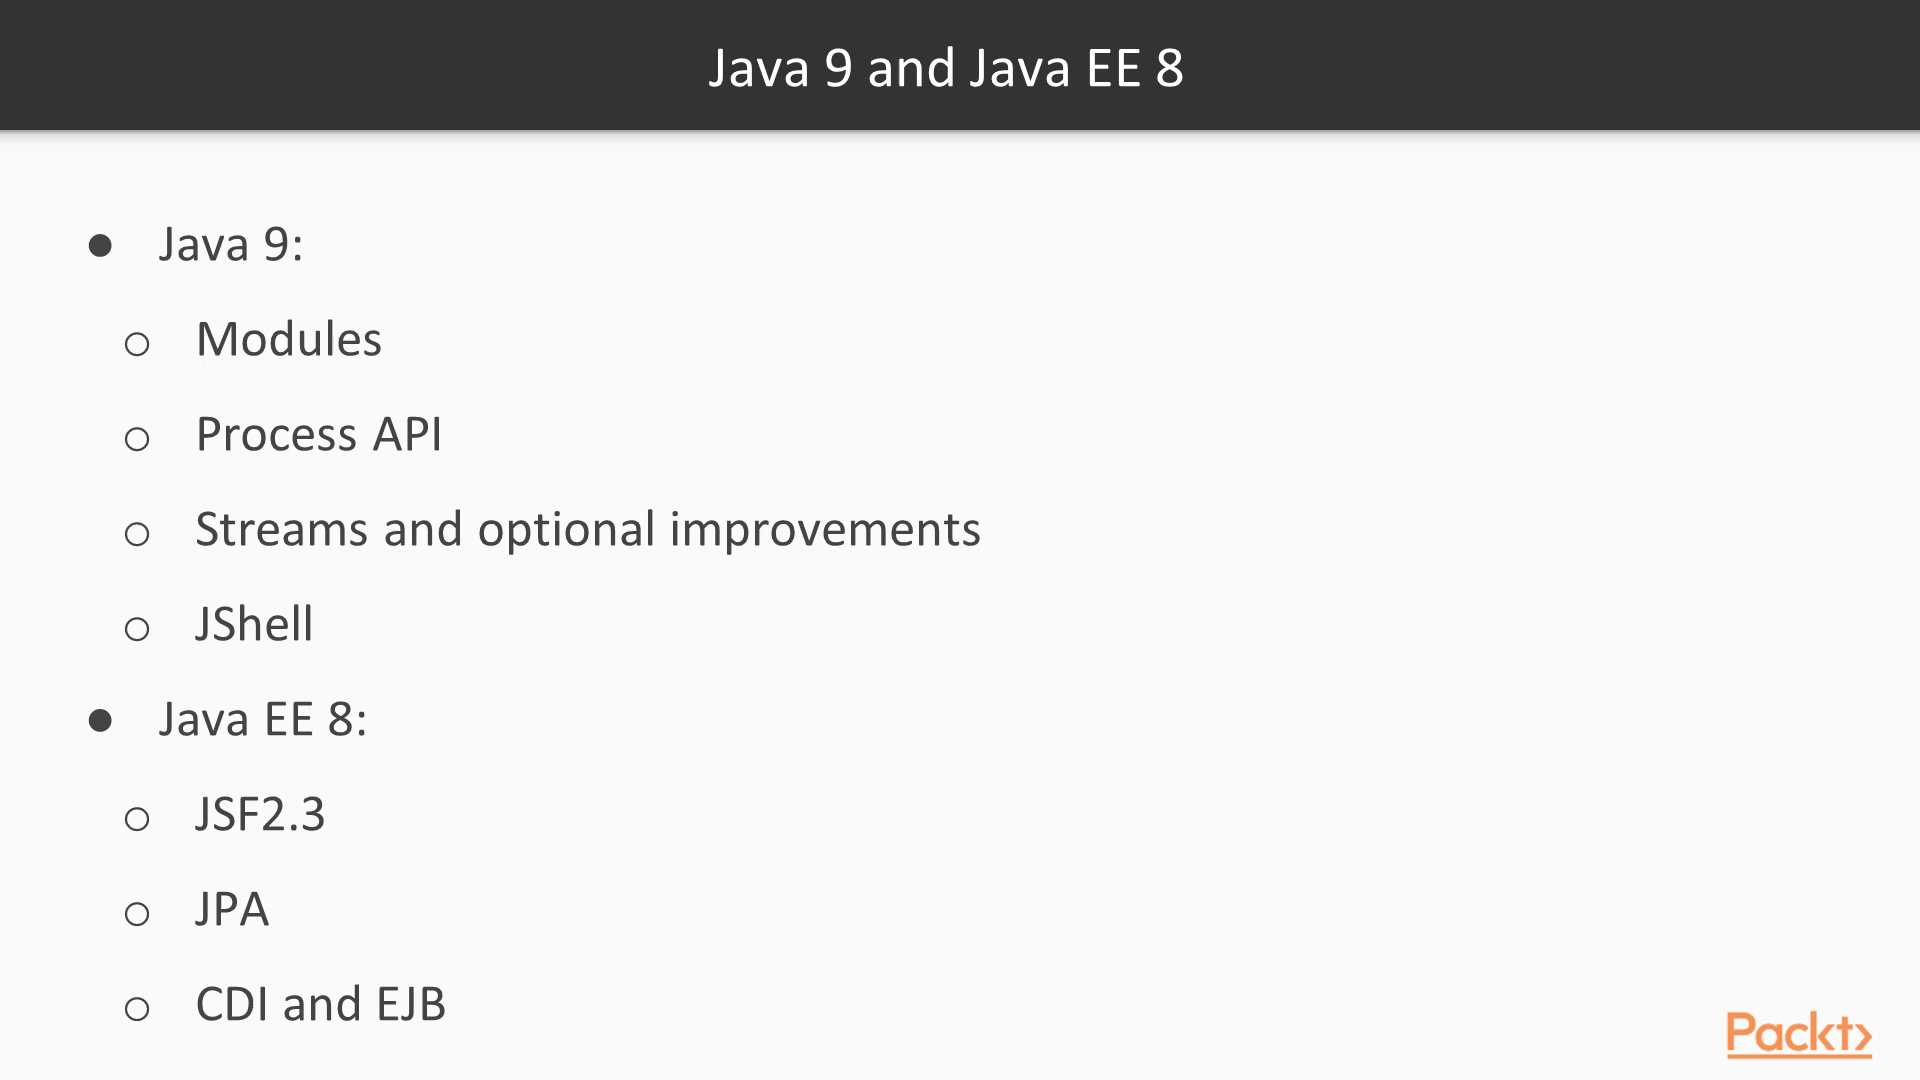 Java 9 and Java EE 8
● Java 9:
○ Modules
○ Process API
○ Streams and optional improvements
○ JShell
● Java EE 8:
○ JSF2.3
○ JPA
○ CDI and EJB
Packt>